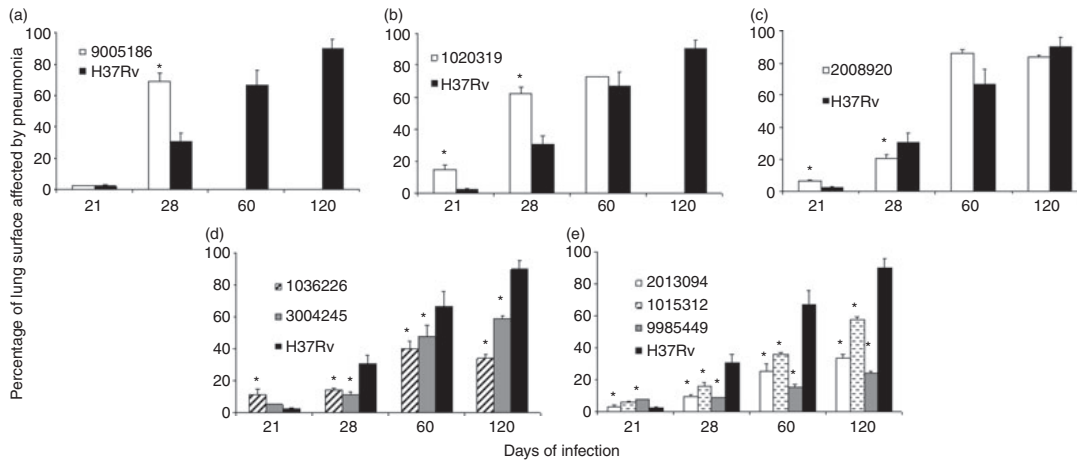 Percentage of lung surface affected by pneumonia
(a)
100
80
60
40
20
0
9005186
H37Rv
*
21 28 60 120
(b)
100
80
60
40
20
0
1020319
H37Rv
*
*
21 28 60 120
(c)
100
80
60
40
20
0
2008920
H37Rv
*
*
21 28 60 120
(d)
100
80
60
40
20
0
1036226
3004245
H37Rv
*
* *
* *
*
21 28 60 120
(e)
100
80
60
40
20
0
2013094
1015312
9985449
H37Rv
* *
* * *
* * *
* * *
21 28 60 120
Days of infection